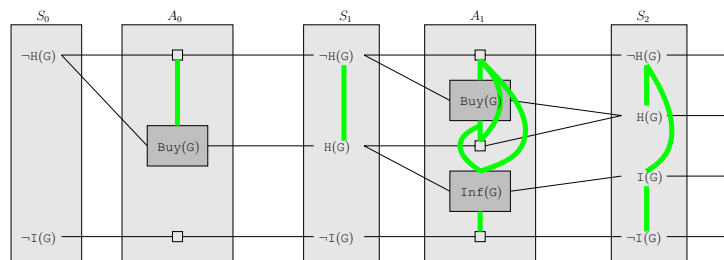 S₀ A₀ S₁ A₁ S₂
¬H(G) ¬H(G) ¬H(G)
Buy(G)
H(G)
Buy(G) H(G)
I(G)
Inf(G)
¬I(G) ¬I(G) ¬I(G)